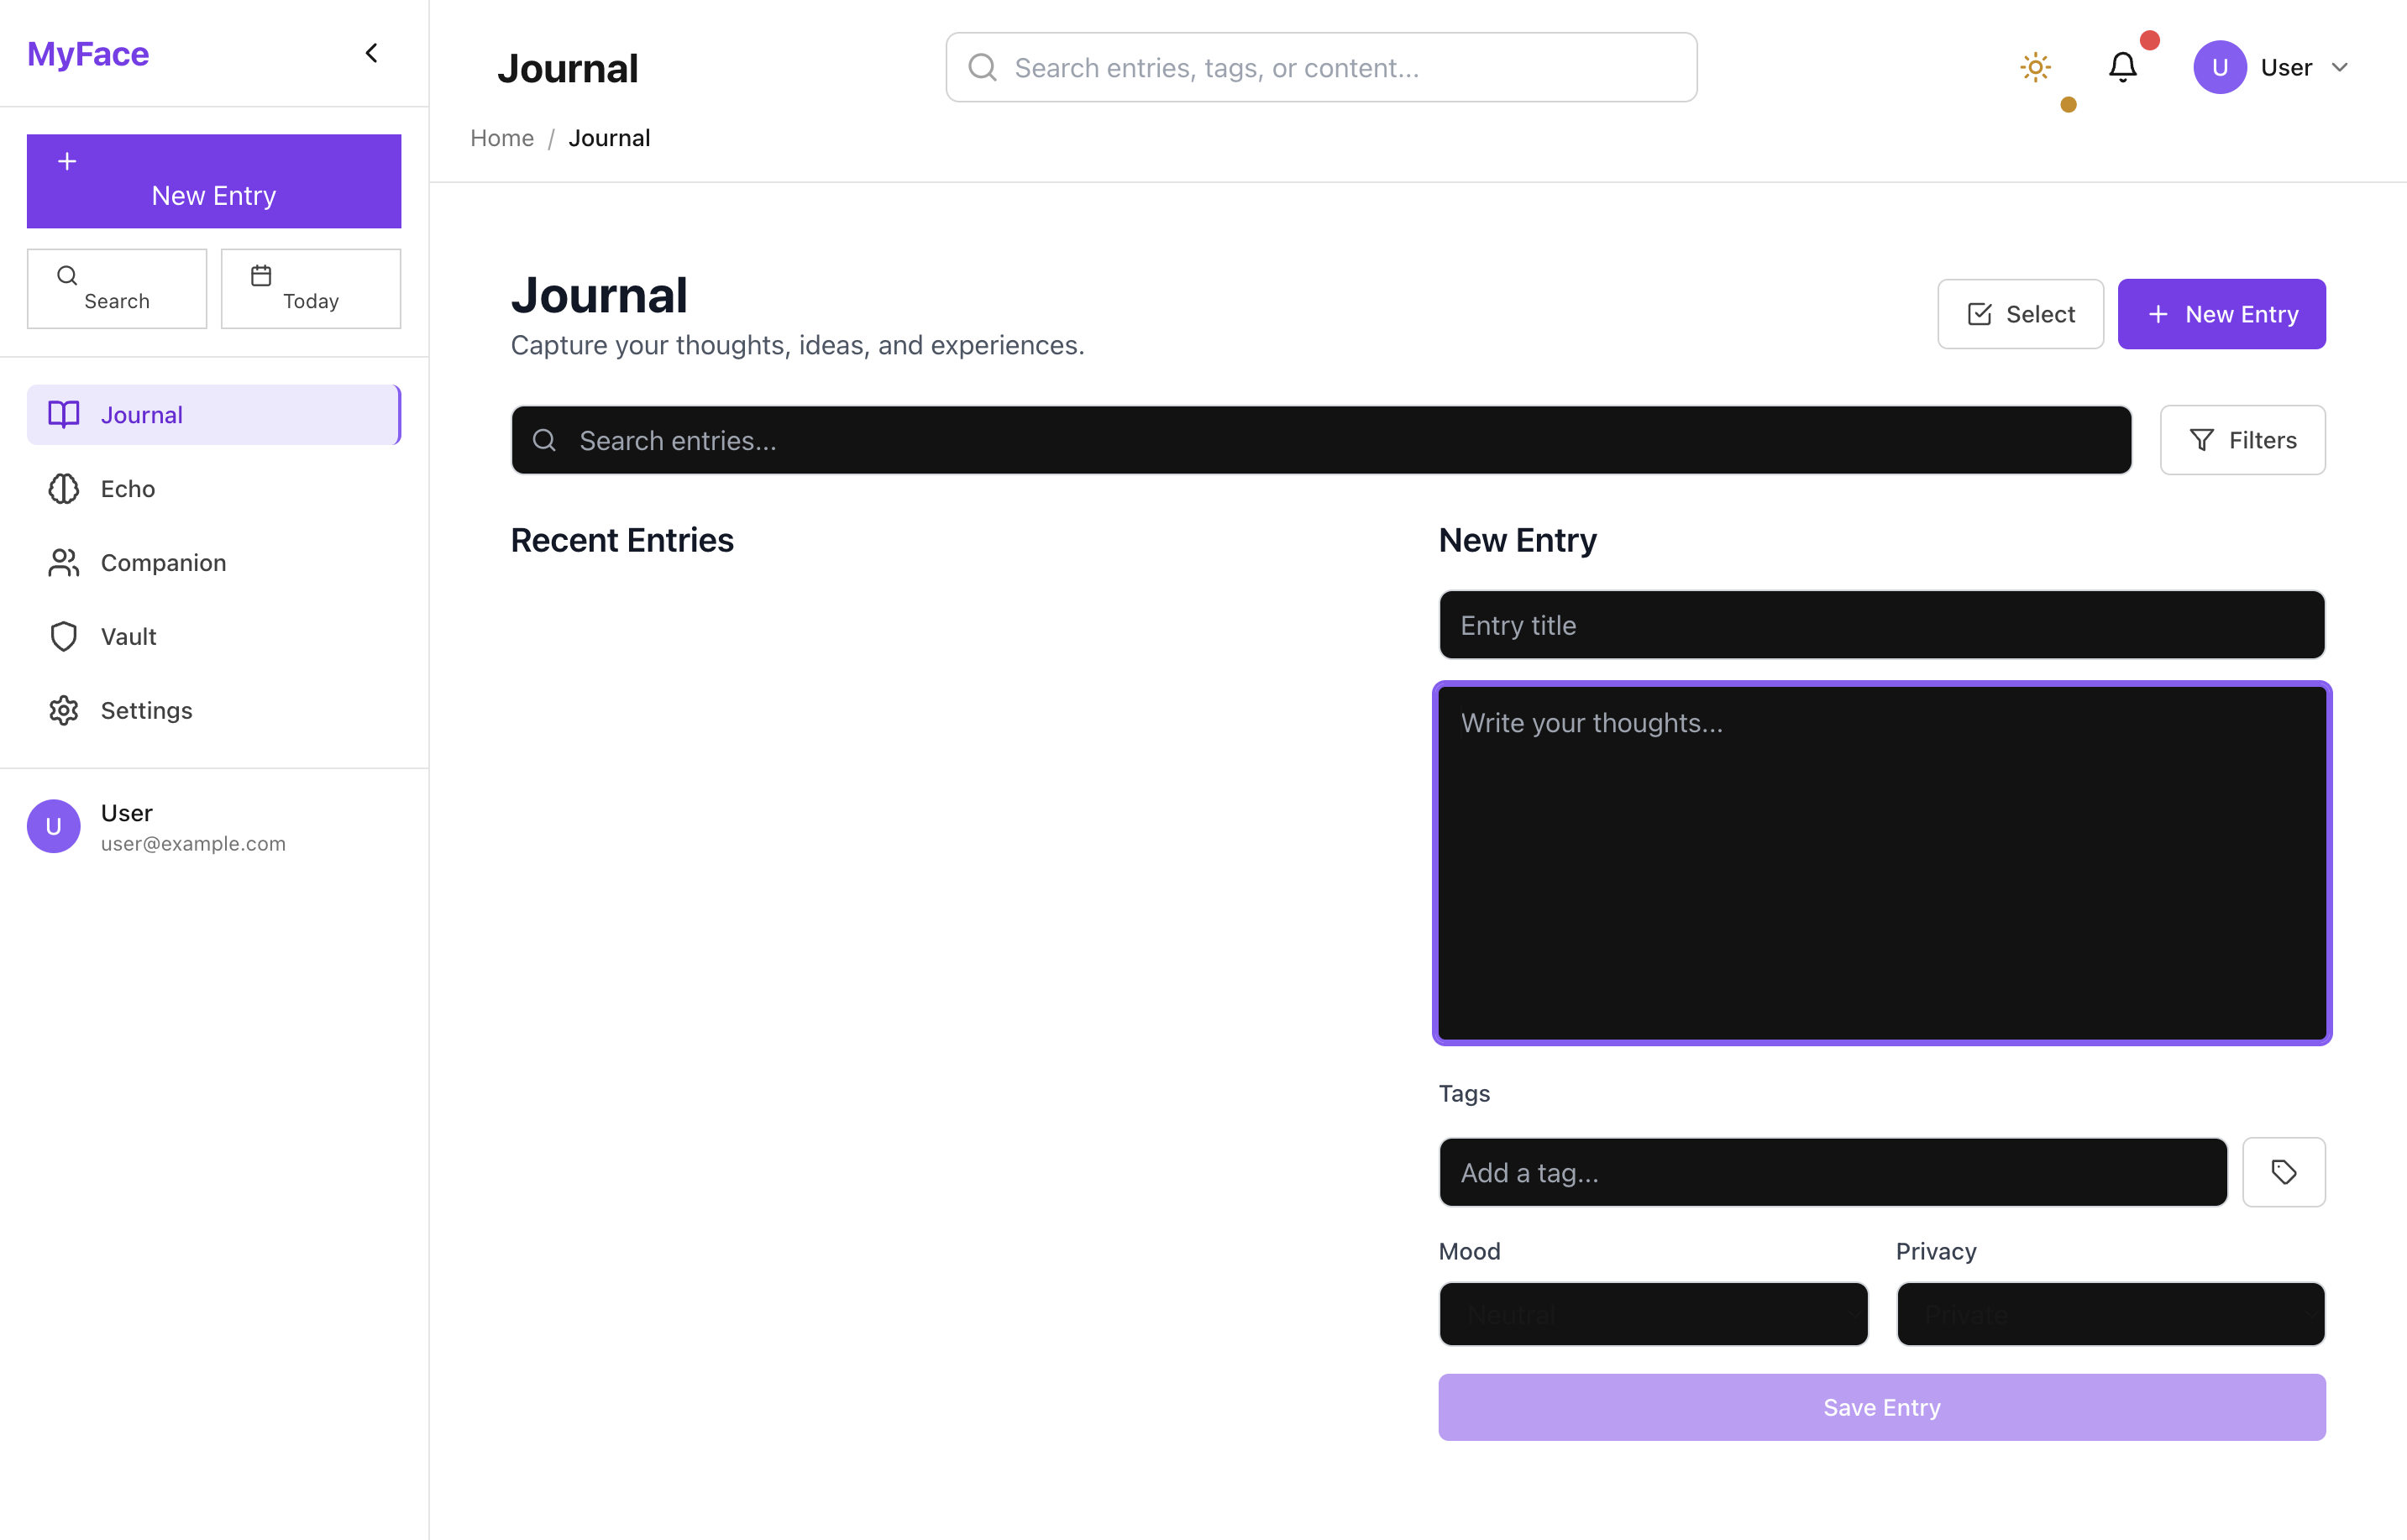 MyFace
New Entry
Search
Today
Journal
Echo
Companion
Vault
Settings
U
User
user@example.com
Journal
Search entries, tags, or content...
U
User
Home / Journal
Journal
Capture your thoughts, ideas, and experiences.
Select
New Entry
Search entries...
Filters
Recent Entries
New Entry
Entry title
Write your thoughts...
Tags
Add a tag...
Mood
Privacy
Neutral
Private
Save Entry